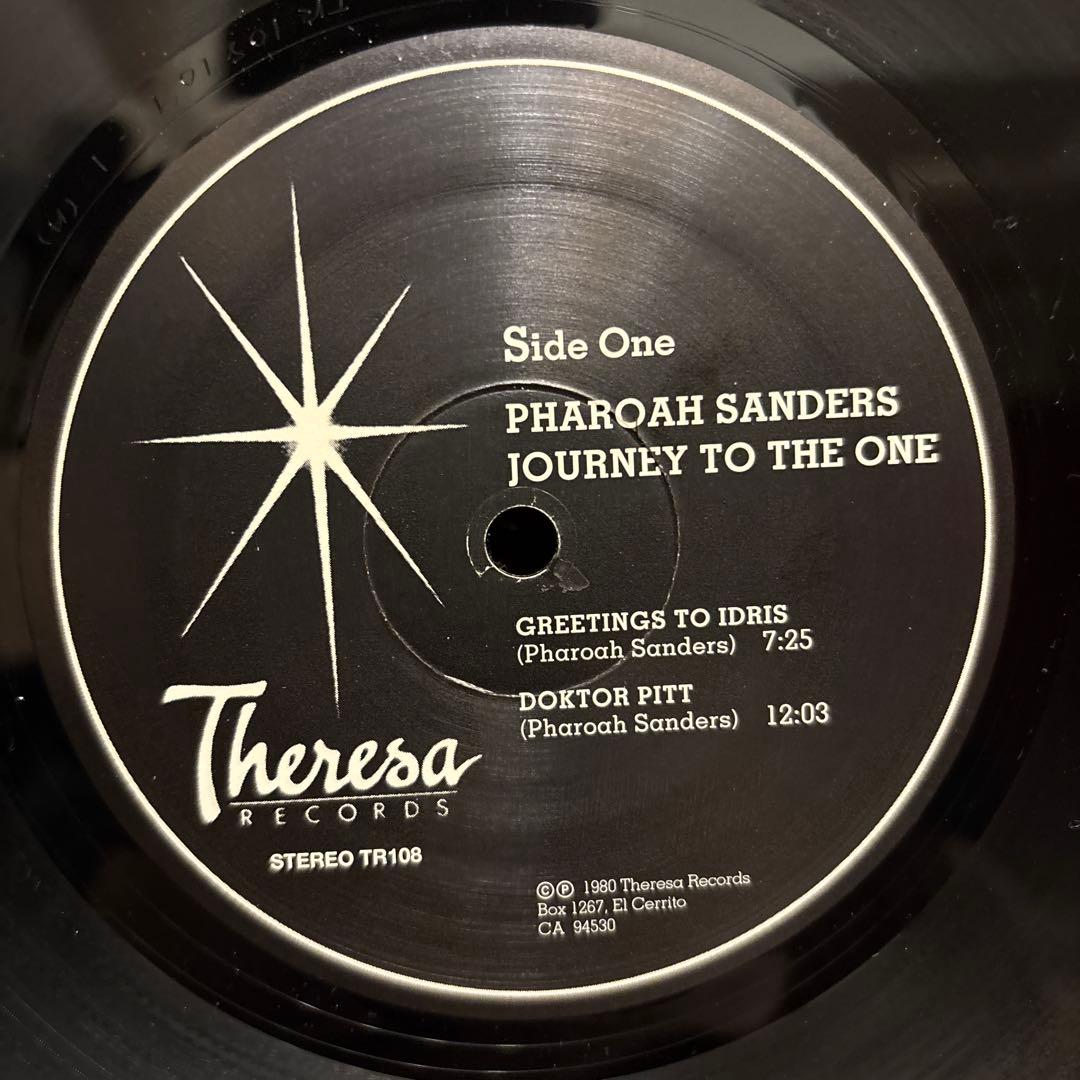 Side One
PHAROAH SANDERS
JOURNEY TO THE ONE
GREETINGS TO IDRIS
(Pharoah Sanders) 7:25
DOKTOR PITT
(Pharoah Sanders) 12:03
Theresa
RECORDS
STEREO TR108
©℗ 1980 Theresa Records
Box 1267, El Cerrito
CA 94530